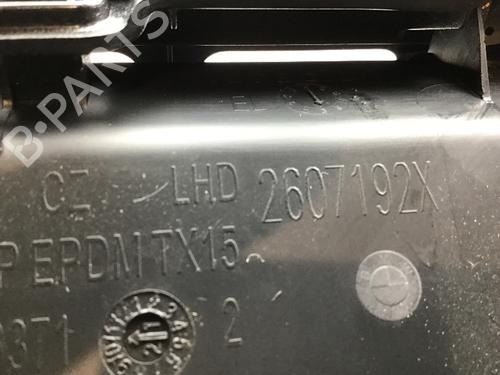 B-PARTS
CZ LHD 2607192X
P EPDM TX15
371 2